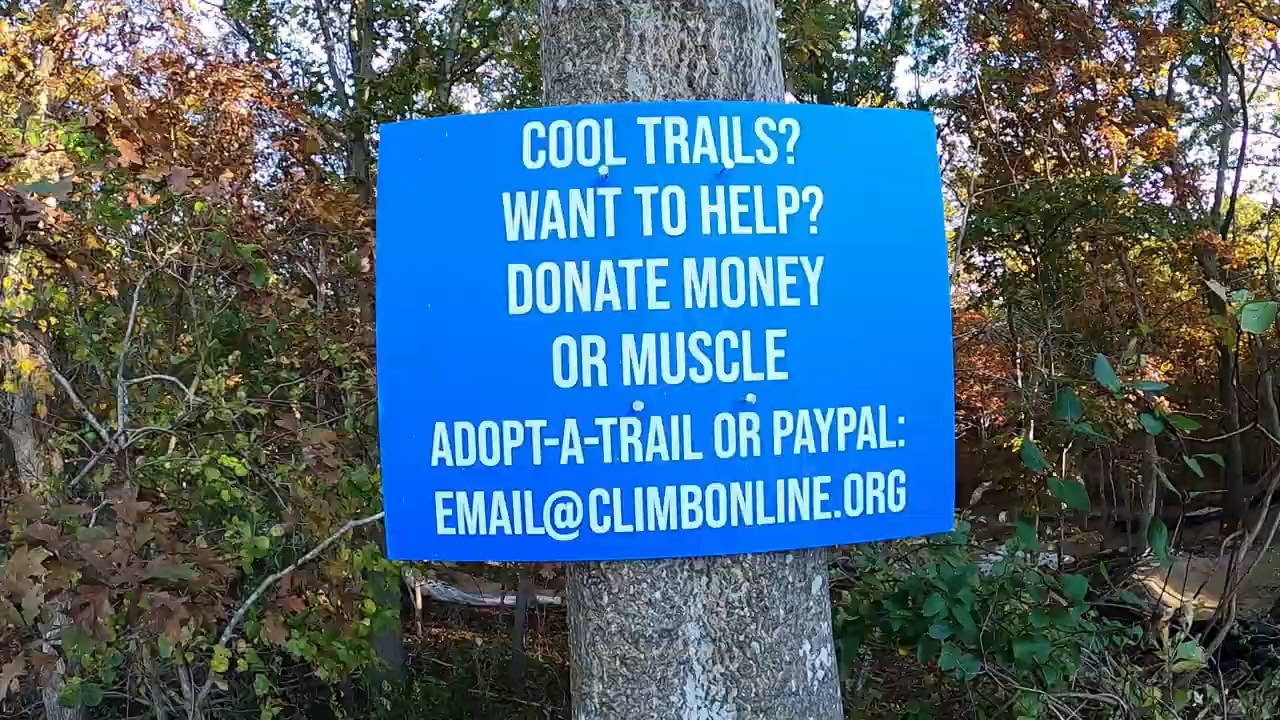 COOL TRAILS?
WANT TO HELP?
DONATE MONEY
OR MUSCLE
ADOPT-A-TRAIL OR PAYPAL:
EMAIL@CLIMBONLINE.ORG